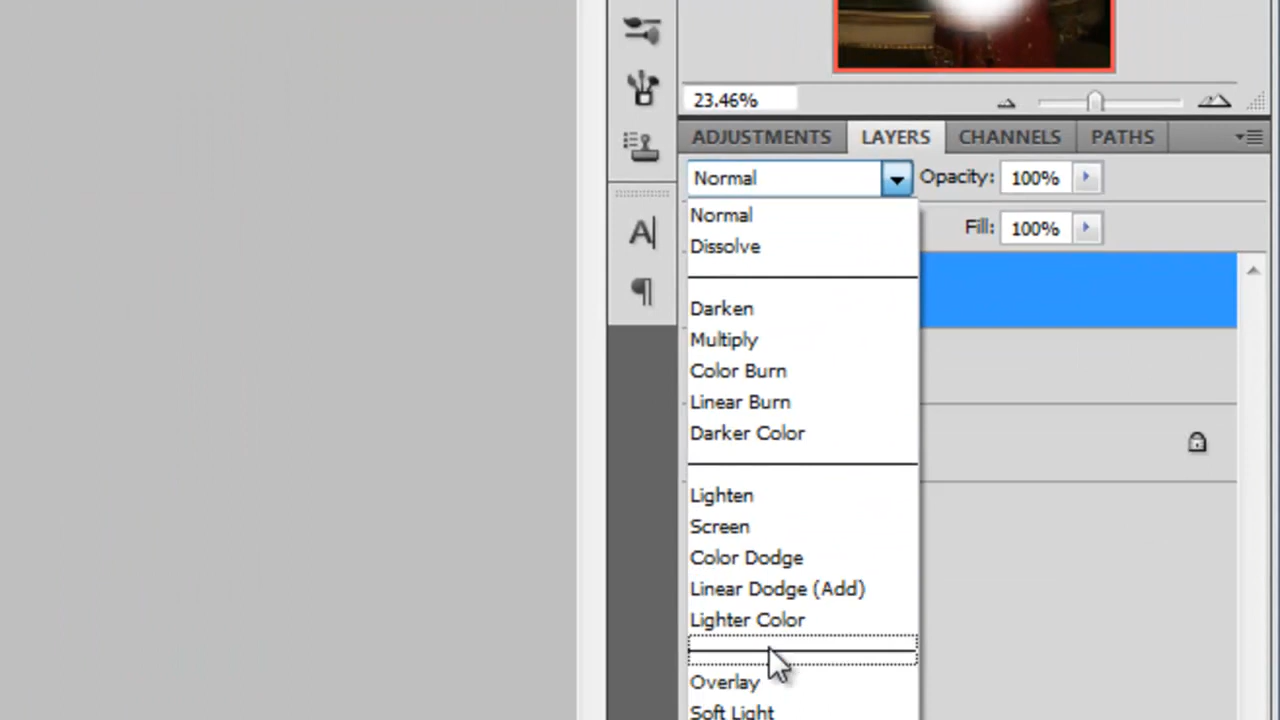 23.46%
ADJUSTMENTS LAYERS CHANNELS PATHS
Normal Opacity: 100%
Normal Fill: 100%
Dissolve
Darken
Multiply
Color Burn
Linear Burn
Darker Color
Lighten
Screen
Color Dodge
Linear Dodge (Add)
Lighter Color
Overlay
Soft Light